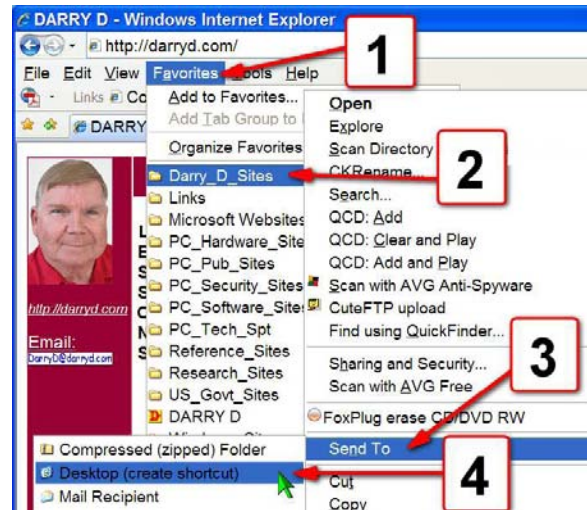 DARRY D - Windows Internet Explorer
http://darryd.com/
File Edit View Favorites Tools Help
1
Links
Add to Favorites...
Add Tab Group to
Organize Favorites
DARRY
Darry_D_Sites
Links
Microsoft Websites
PC_Hardware_Site
PC_Pub_Sites
PC_Security_Sites
PC_Software_Sites
PC_Tech_Spt
Reference_Sites
Research_Sites
US_Govt_Sites
DARRY D
Open
Explore
Scan Directory
CKRename...
2
Search...
QCD: Add
QCD: Clear and Play
QCD: Add and Play
Scan with AVG Anti-Spyware
CuteFTP upload
Find using QuickFinder...
Sharing and Security...
Scan with AVG Free
3
FoxPlug erase CD/DVD RW
Send To
Cut
Copy
http://darryd.com
Email:
DarryD@darryd.com
Compressed (zipped) Folder
Desktop (create shortcut)
Mail Recipient
4